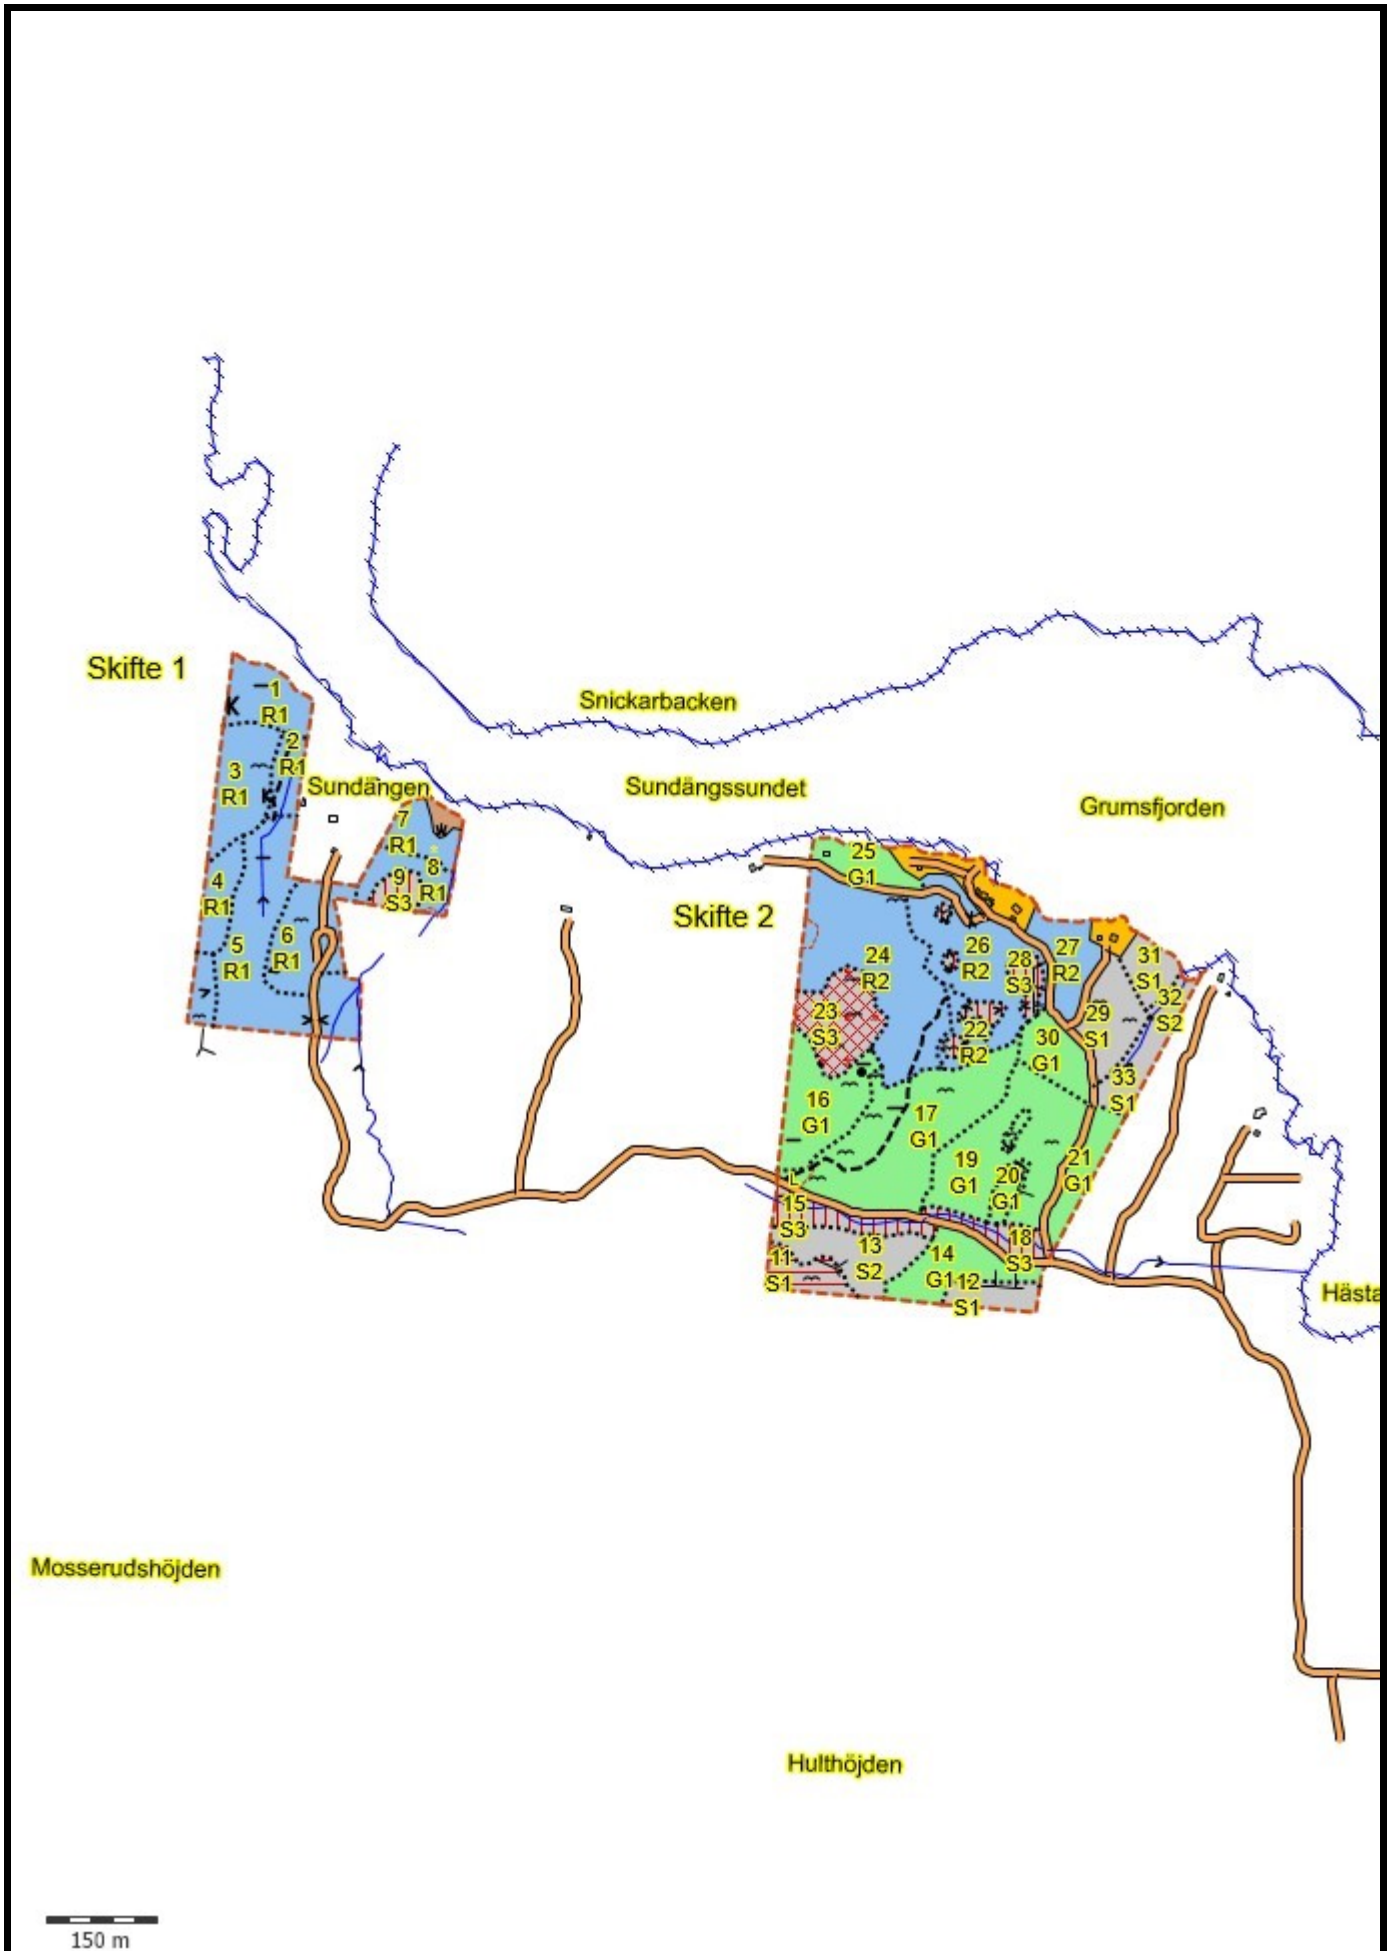 Skifte 1
1
R1
2
R1
3
R1
Snickarbacken
Sundängen
Sundängssundet
Grumsfjorden
K
K
7
R1
8
R1
9
S3
4
R1
5
R1
6
R1
Skifte 2
25
G1
24
R2
26
R2
27
R2
28
S3
31
S1
32
S2
29
S1
23
S3
22
R2
30
G1
33
S1
16
G1
17
G1
19
G1
20
G1
21
G1
L
15
S3
13
S2
14
G1
18
S3
11
S1
12
S1
Hästa
Mosserudshöjden
Hulthöjden
150 m